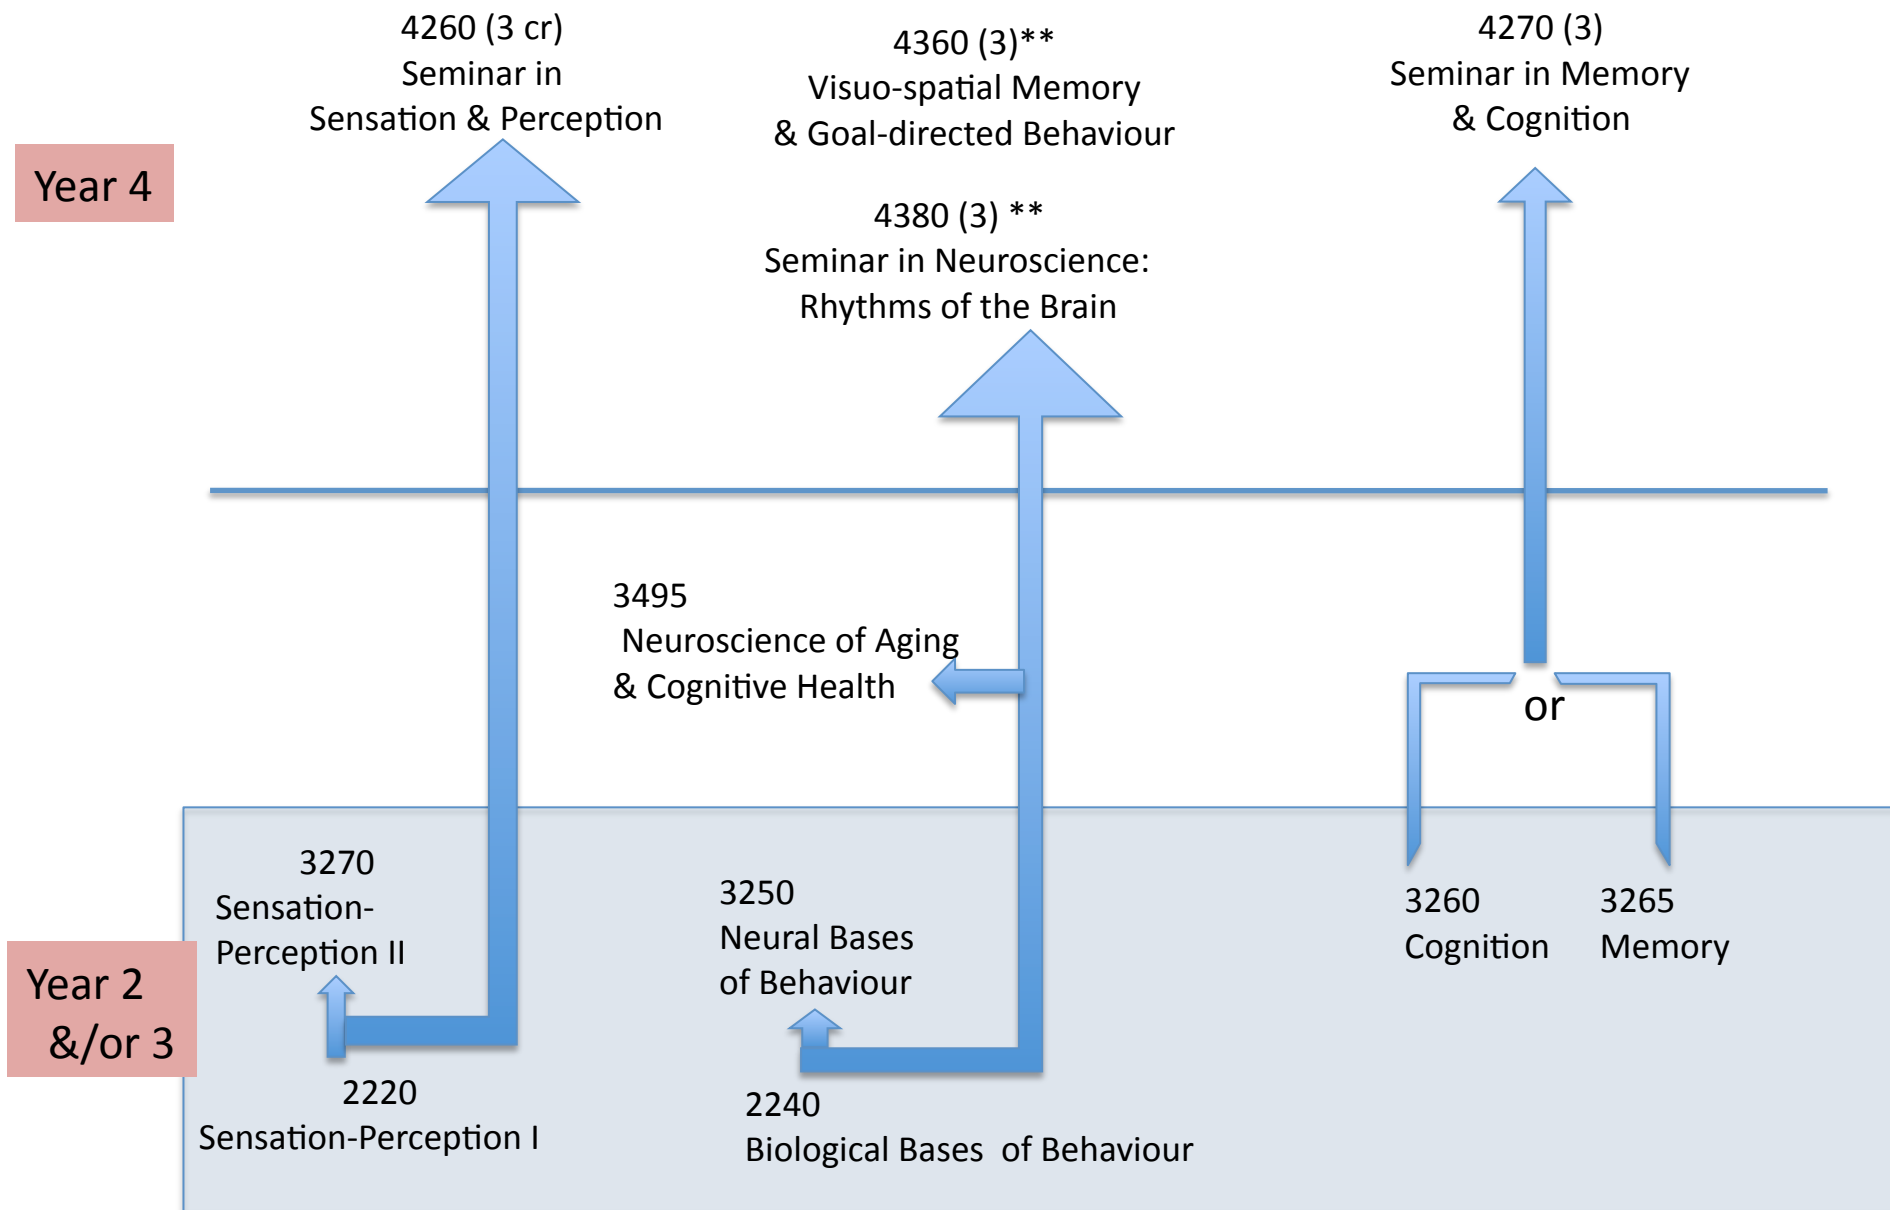 4260 (3 cr)
Seminar in
Sensation & Perception
4360 (3)**
Visuo-spatial Memory
& Goal-directed Behaviour
4270 (3)
Seminar in Memory
& Cognition
Year 4
4380 (3) **
Seminar in Neuroscience:
Rhythms of the Brain
3495
Neuroscience of Aging
& Cognitive Health
or
3270
Sensation-
Perception II
3250
Neural Bases
of Behaviour
3260
Cognition
3265
Memory
Year 2
&/or 3
2220
Sensation-Perception I
2240
Biological Bases of Behaviour